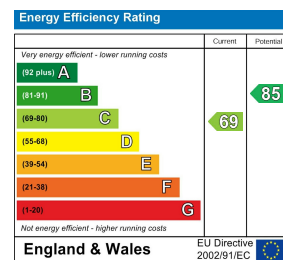 Energy Efficiency Rating
Current Potential
Very energy efficient - lower running costs
(92 plus) A
(81-91) B
85
(69-80) C
69
(55-68) D
(39-54) E
(21-38) F
(1-20) G
Not energy efficient - higher running costs
England & Wales
EU Directive
2002/91/EC